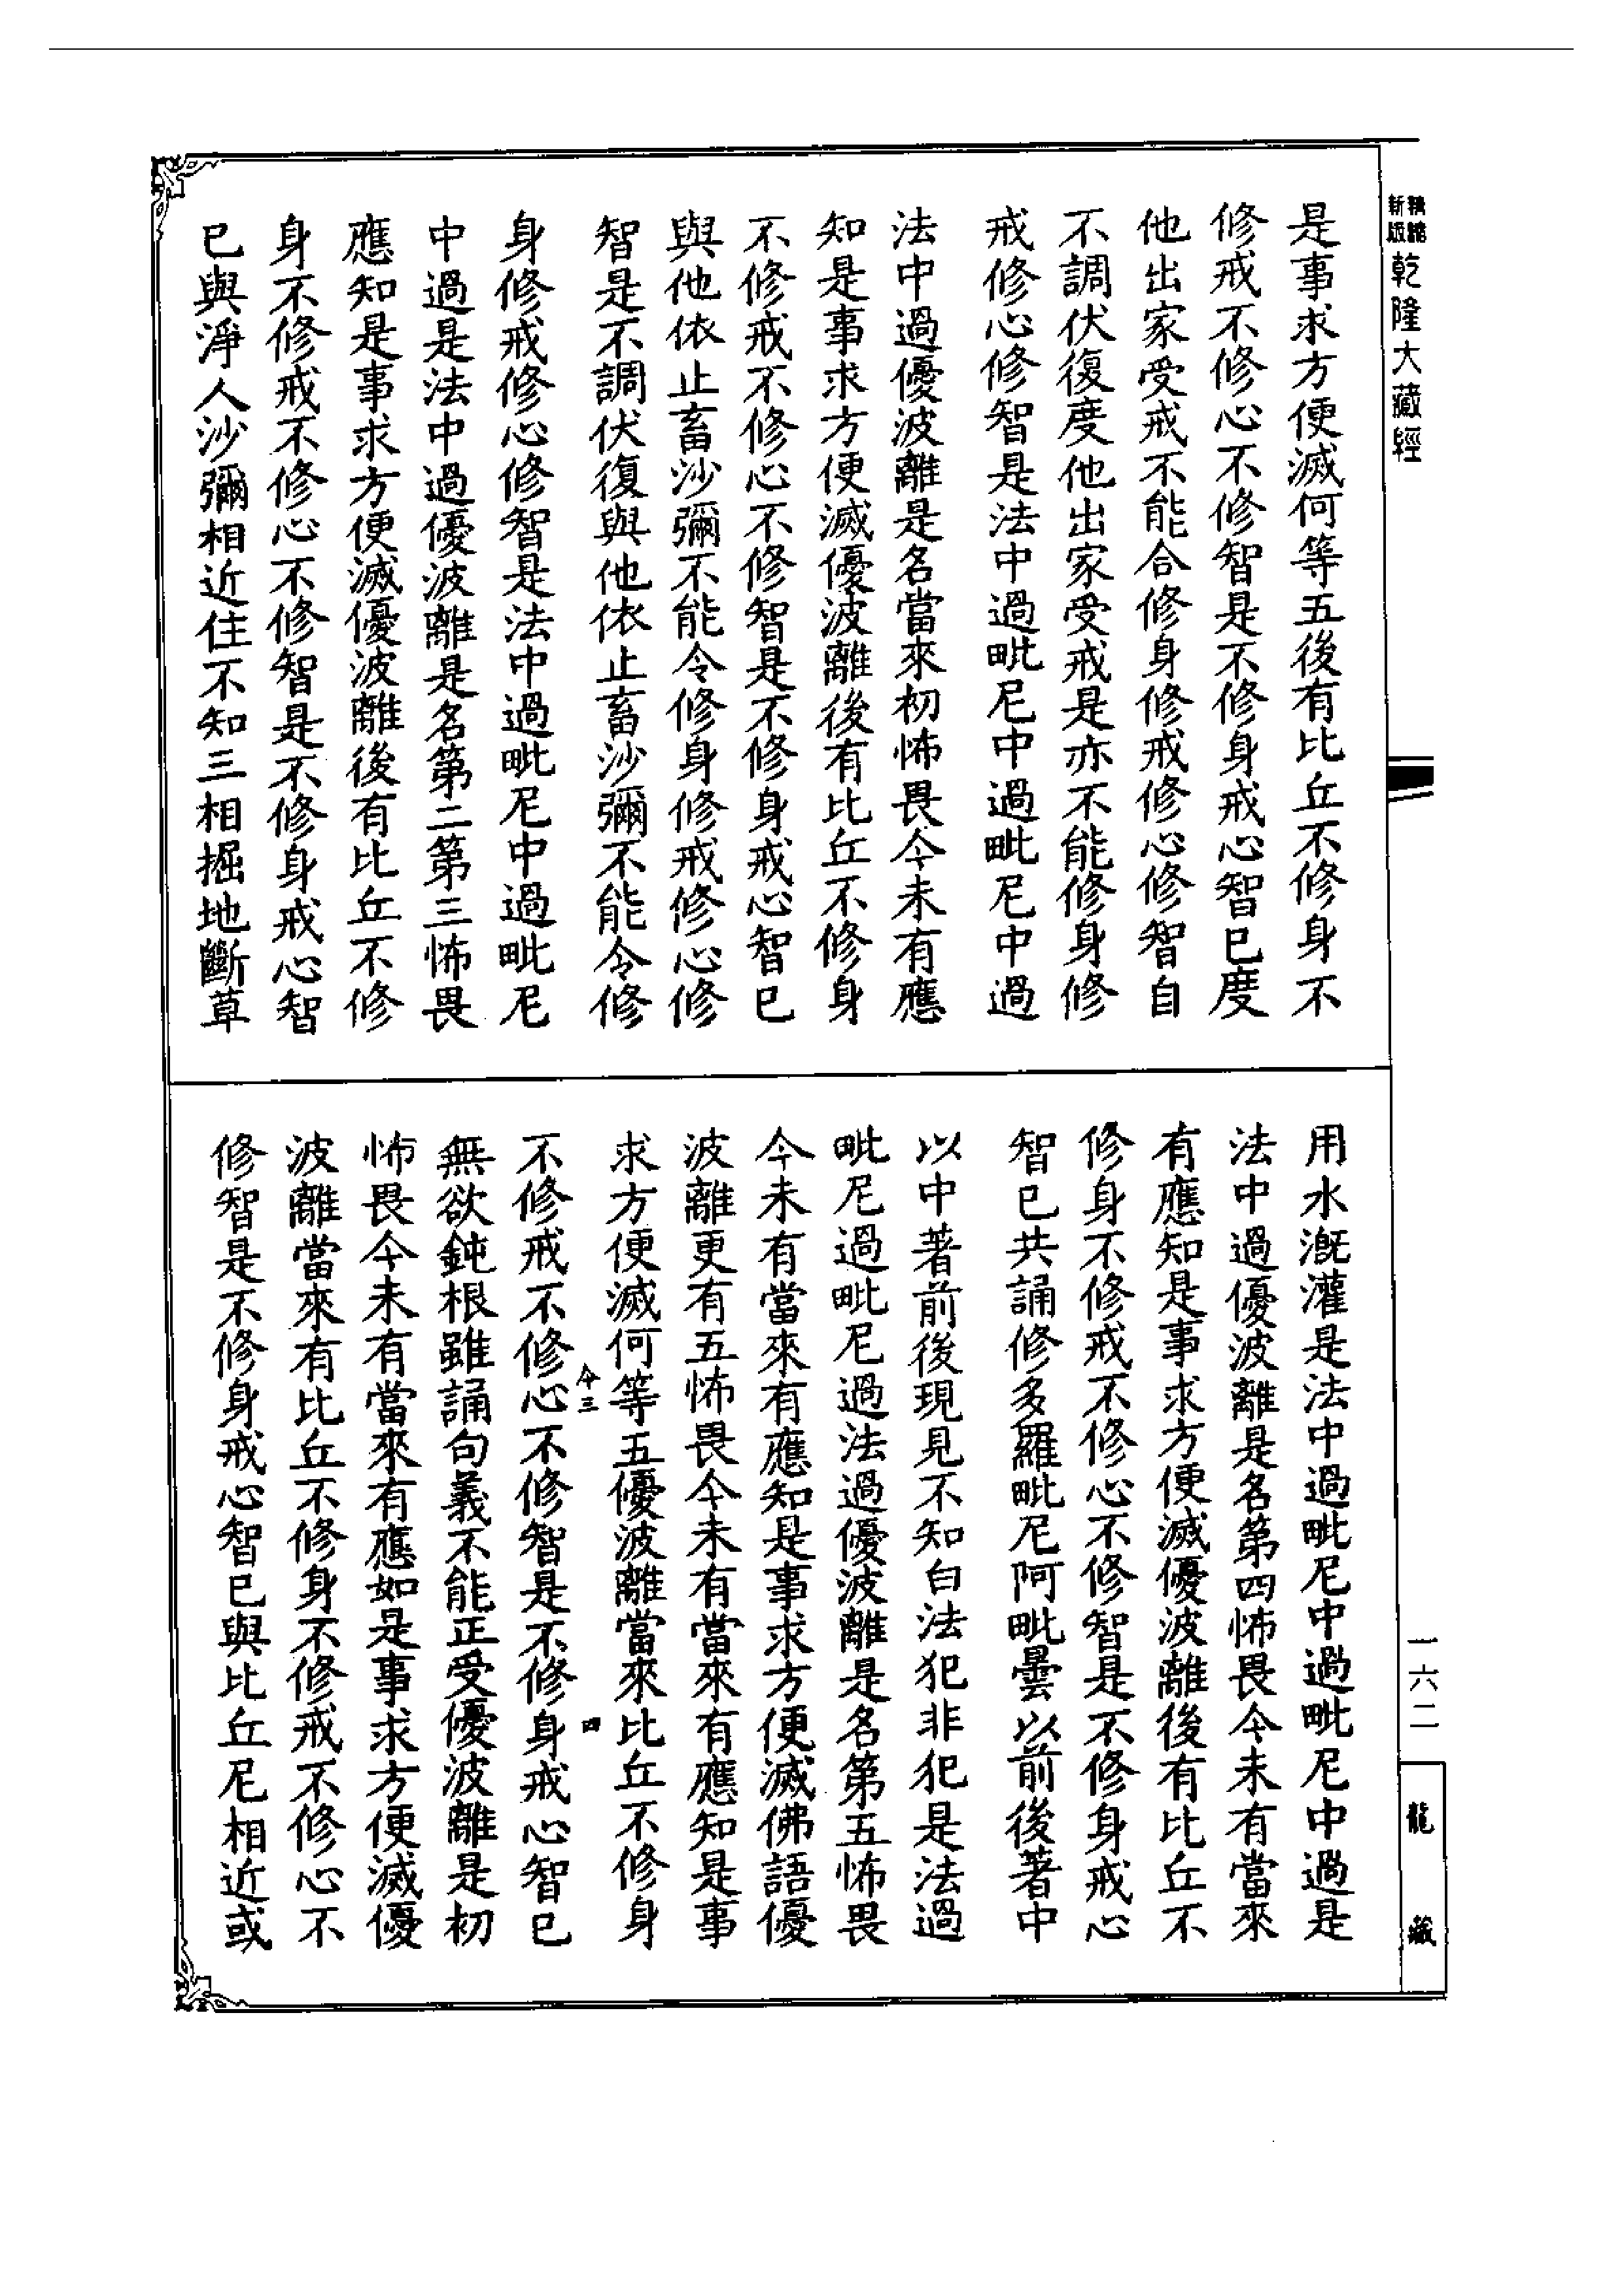 新版
精縮
乾隆大藏經
是事求方便滅何等五後有比丘不修身不
修戒不修心不修智是不修身戒心智已度
他出家受戒不能合修身修戒修心修智自
不調伏復度他出家受戒是亦不能修身修
戒修心修智是法中過毗尼中過毗尼中過
法中過優波離是名當來初怖畏今未有應
知是事求方便滅優波離後有比丘不修身
不修戒不修心不修智是不修身戒心智已
與他依止畜沙彌不能令修身修戒修心修
智是不調伏復與他依止畜沙彌不能令修
身修戒修心修智是法中過毗尼中過毗尼
中過是法中過優波離是名第二第三怖畏
應知是事求方便滅優波離後有比丘不修
身不修戒不修心不修智是不修身戒心智
已與淨人沙彌相近住不知三相掘地斷草
用水漑灌是法中過毗尼中過毗尼中過是
法中過優波離是名第四怖畏今未有當來
有應知是事求方便滅優波離後有比丘不
修身不修戒不修心不修智是不修身戒心
智已共誦修多羅毗尼阿毗曇以前後著中
以中著前後現見不知白法犯非犯是法過
毗尼過毗尼過法過優波離是名第五怖畏
今未有當來有應知是事求方便滅佛語優
波離更有五怖畏今未有當來有應知是事
求方便滅何等五優波離當來比丘不修身
令三
四
不修戒不修心不修智是不修身戒心智已
無欲鈍根雖誦句義不能正受優波離是初
怖畏今未有當來有應如是事求方便滅優
波離當來有比丘不修身不修戒不修心不
修智是不修身戒心智已與比丘尼相近或
一六二
龍藏